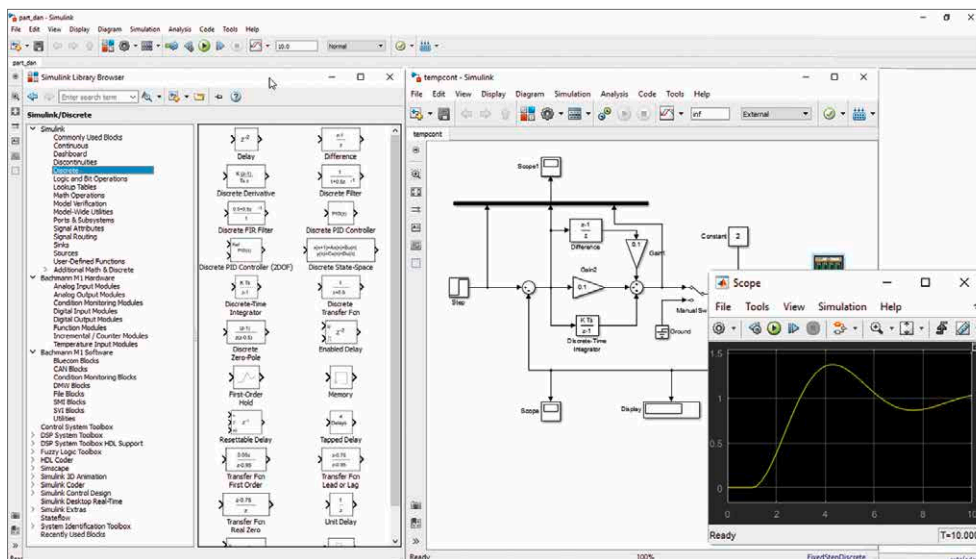 part_dan - Simulink
File Edit View Display Diagram Simulation Analysis Code Tools Help
10.0
Normal
part_dan
Simulink Library Browser
Enter search term
Simulink/Discrete
Simulink
Commonly Used Blocks
Continuous
Dashboard
Discontinuities
Discrete
Logic and Bit Operations
Lookup Tables
Math Operations
Model Verification
Model-Wide Utilities
Ports & Subsystems
Signal Attributes
Signal Routing
Sinks
Sources
User-Defined Functions
Additional Math & Discrete
Bachmann M1 Hardware
Analog Input Modules
Analog Output Modules
Condition Monitoring Modules
Digital Input Modules
Digital Output Modules
Function Modules
Incremental / Counter Modules
Temperature Input Modules
Bachmann M1 Software
Bluecom Blocks
CAN Blocks
Condition Monitoring Blocks
DMW Blocks
File Blocks
SMI Blocks
SVI Blocks
Utilities
Control System Toolbox
DSP System Toolbox
DSP System Toolbox HDL Support
Fuzzy Logic Toolbox
HDL Coder
Simscape
Simulink 3D Animation
Simulink Coder
Simulink Control Design
Simulink Desktop Real-Time
Simulink Extras
Stateflow
System Identification Toolbox
Recently Used Blocks
Delay
Difference
Discrete Derivative
Discrete Filter
Discrete FIR Filter
Discrete PID Controller
Discrete PID Controller (2DOF)
Discrete State-Space
Discrete-Time
Integrator
Discrete
Transfer Fcn
Discrete
Zero-Pole
Enabled Delay
First-Order
Hold
Memory
Resettable Delay
Tapped Delay
Transfer Fcn
First Order
Transfer Fcn
Lead or Lag
Transfer Fcn
Real Zero
Unit Delay
tempcont - Simulink
File Edit View Display Diagram Simulation Analysis Code Tools Help
inf
External
tempcont
Scope1
z-1
z
Difference
0.1
Constant
2
Step
Gain2
0.1
K Ts
z-1
Discrete-Time
Integrator
Ground
Scope
Display
Ready
100%
FixedStepDiscrete
Scope
File Tools View Simulation Help
1.5
1
0.5
0
0 2 4 6 8 10
Ready